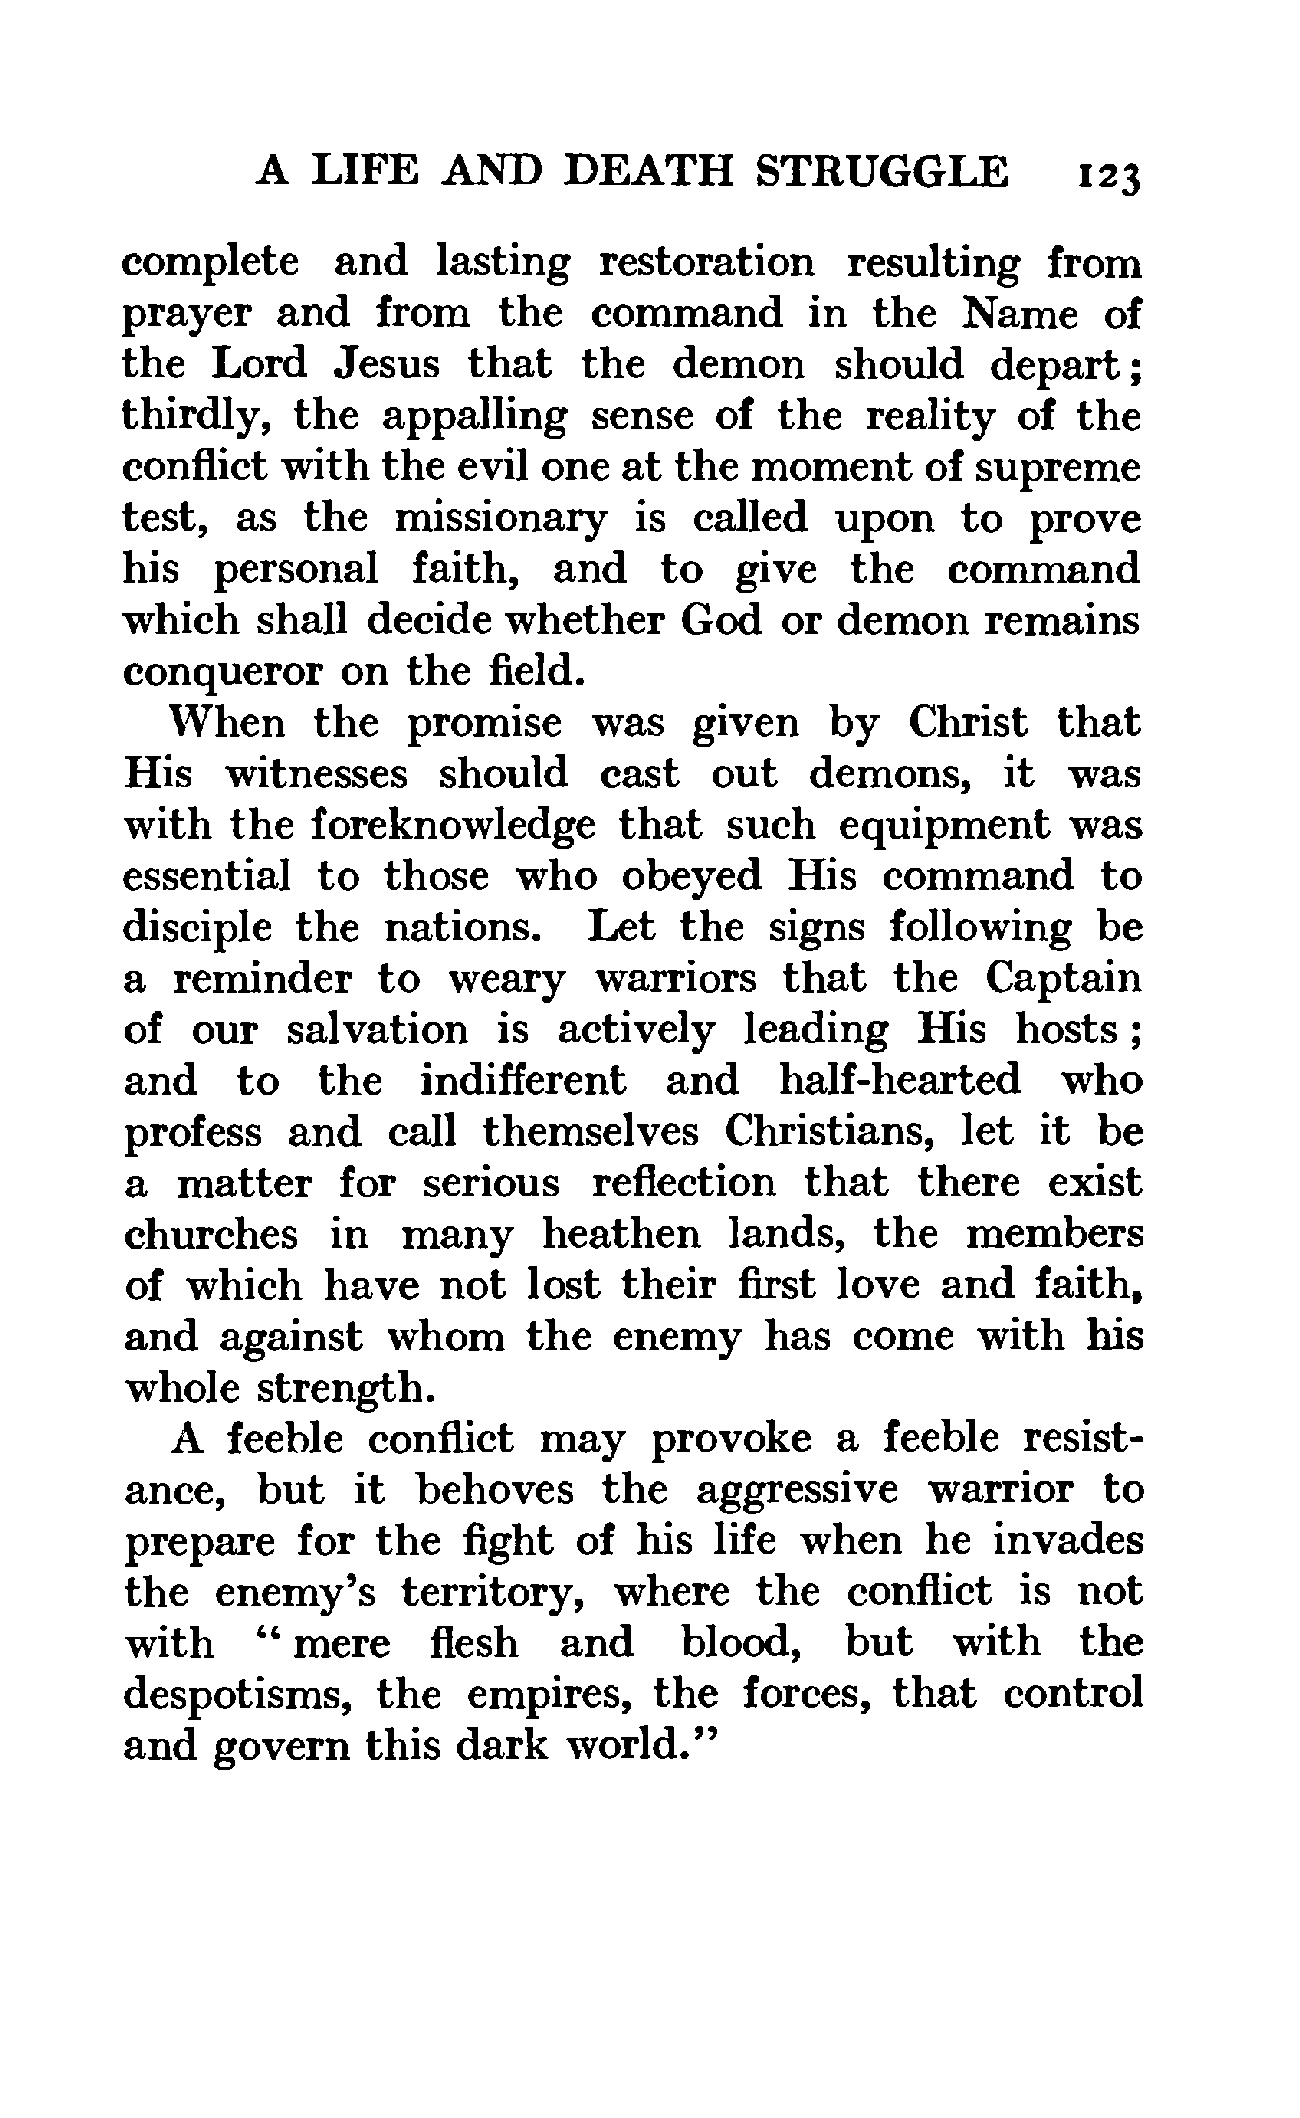 A LIFE AND DEATH STRUGGLE 123
complete and lasting restoration resulting from
prayer and from the command in the Name of
the Lord Jesus that the demon should depart ;
thirdly, the appalling sense of the reality of the
conflict with the evil one at the moment of supreme
test, as the missionary is called upon to prove
his personal faith, and to give the command
which shall decide whether God or demon remains
conqueror on the field.
When the promise was given by Christ that
His witnesses should cast out demons, it was
with the foreknowledge that such equipment was
essential to those who obeyed His command to
disciple the nations. Let the signs following be
a reminder to weary warriors that the Captain
of our salvation is actively leading His hosts ;
and to the indifferent and half-hearted who
profess and call themselves Christians, let it be
a matter for serious reflection that there exist
churches in many heathen lands, the members
of which have not lost their first love and faith,
and against whom the enemy has come with his
whole strength.
A feeble conflict may provoke a feeble resist-
ance, but it behoves the aggressive warrior to
prepare for the fight of his life when he invades
the enemy's territory, where the conflict is not
with “ mere flesh and blood, but with the
despotisms, the empires, the forces, that control
and govern this dark world.”